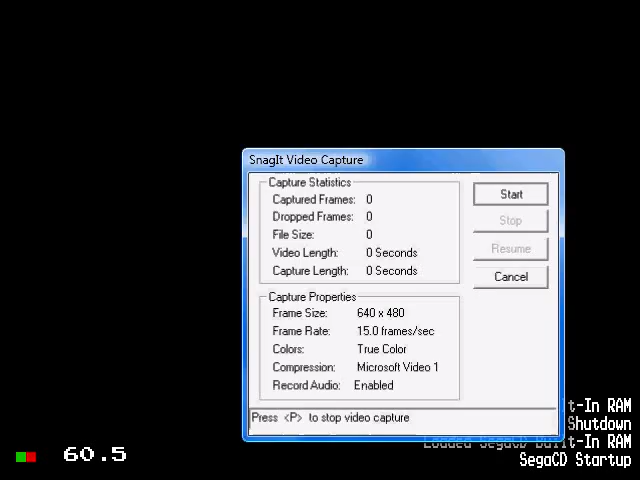 SnagIt Video Capture
Capture Statistics
Captured Frames: 0
Dropped Frames: 0
File Size: 0
Video Length: 0 Seconds
Capture Length: 0 Seconds
Start
Stop
Resume
Cancel
Capture Properties
Frame Size: 640 x 480
Frame Rate: 15.0 frames/sec
Colors: True Color
Compression: Microsoft Video 1
Record Audio: Enabled
Press <P> to stop video capture
t-In RAM
Shutdown
Loaded SegaCD Built-In RAM
SegaCD Startup
60.5